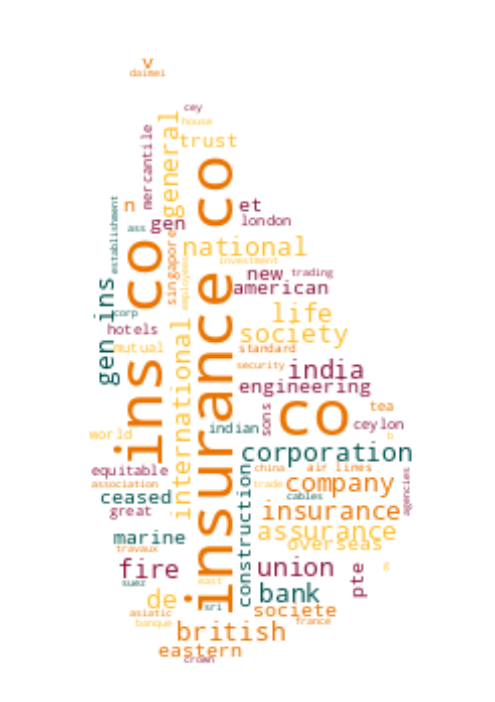 v
daimei
cey
house
general
trust
mercantile
insurance co
n
et
establishment
london
ass
gen
ins co
singapore
national
investment
employees
new
trading
american
gen ins
corp
life
hotels
society
international
mutual
standard
security
india
engineering
sons
co
tea
ceylon
indian
world
b
corporation
equitable
china
air lines
association
trade
company
agencies
construction
ceased
cables
great
insurance
assurance
marine
overseas
travaux
fire
union
pte
g
suez
east
bank
de
sri
societe
asiatic
banque
france
british
eastern
crown